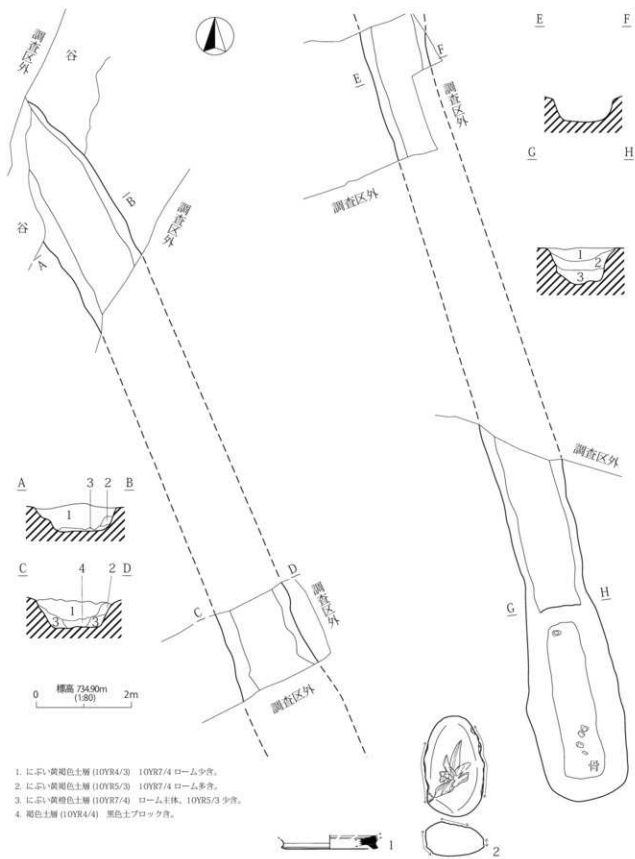 調査区外
谷
B
調査区外
谷
A
E
F
調査区外
調査区外
E F
G H
1
2
3
調査区外
A 3 2 B
1
C 4 2 D
1
3 3
D
C
調査区外
調査区外
G
H
骨
標高 734.90m
0 (1:80) 2m
1. にぶい黄褐色土層 (10YR4/3) 10YR7/4 ローム少含。
2. にぶい黄褐色土層 (10YR5/3) 10YR7/4 ローム多含。
3. にぶい黄橙色土層 (10YR7/4) ローム主体、10YR5/3 少含。
4. 褐色土層 (10YR4/4) 黒色土ブロック含。
1
2